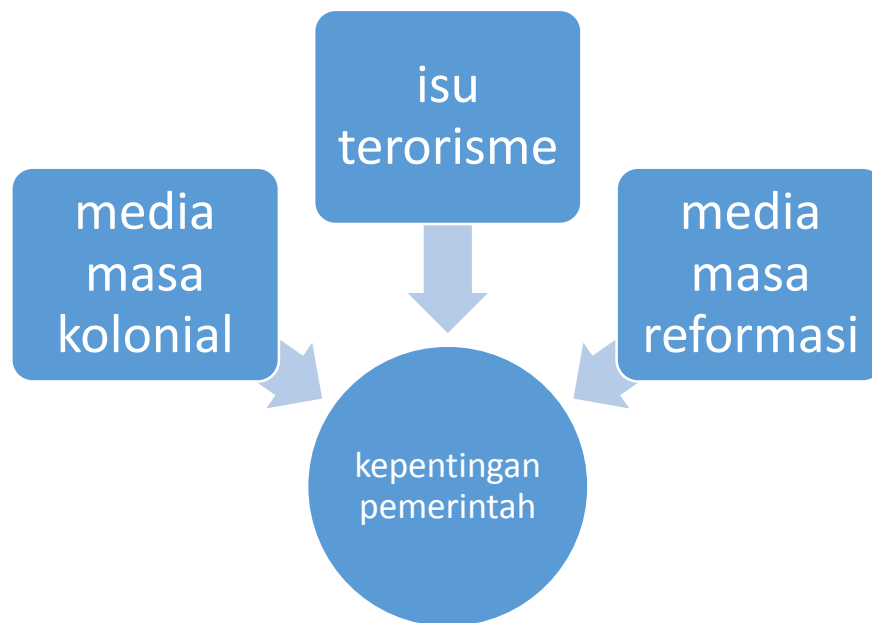 isu
terorisme
media
masa
kolonial
media
masa
reformasi
kepentingan
pemerintah